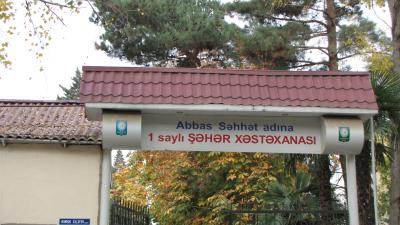 Abbas Səhhət adına
1 saylı ŞƏHƏR XƏSTƏXANASI